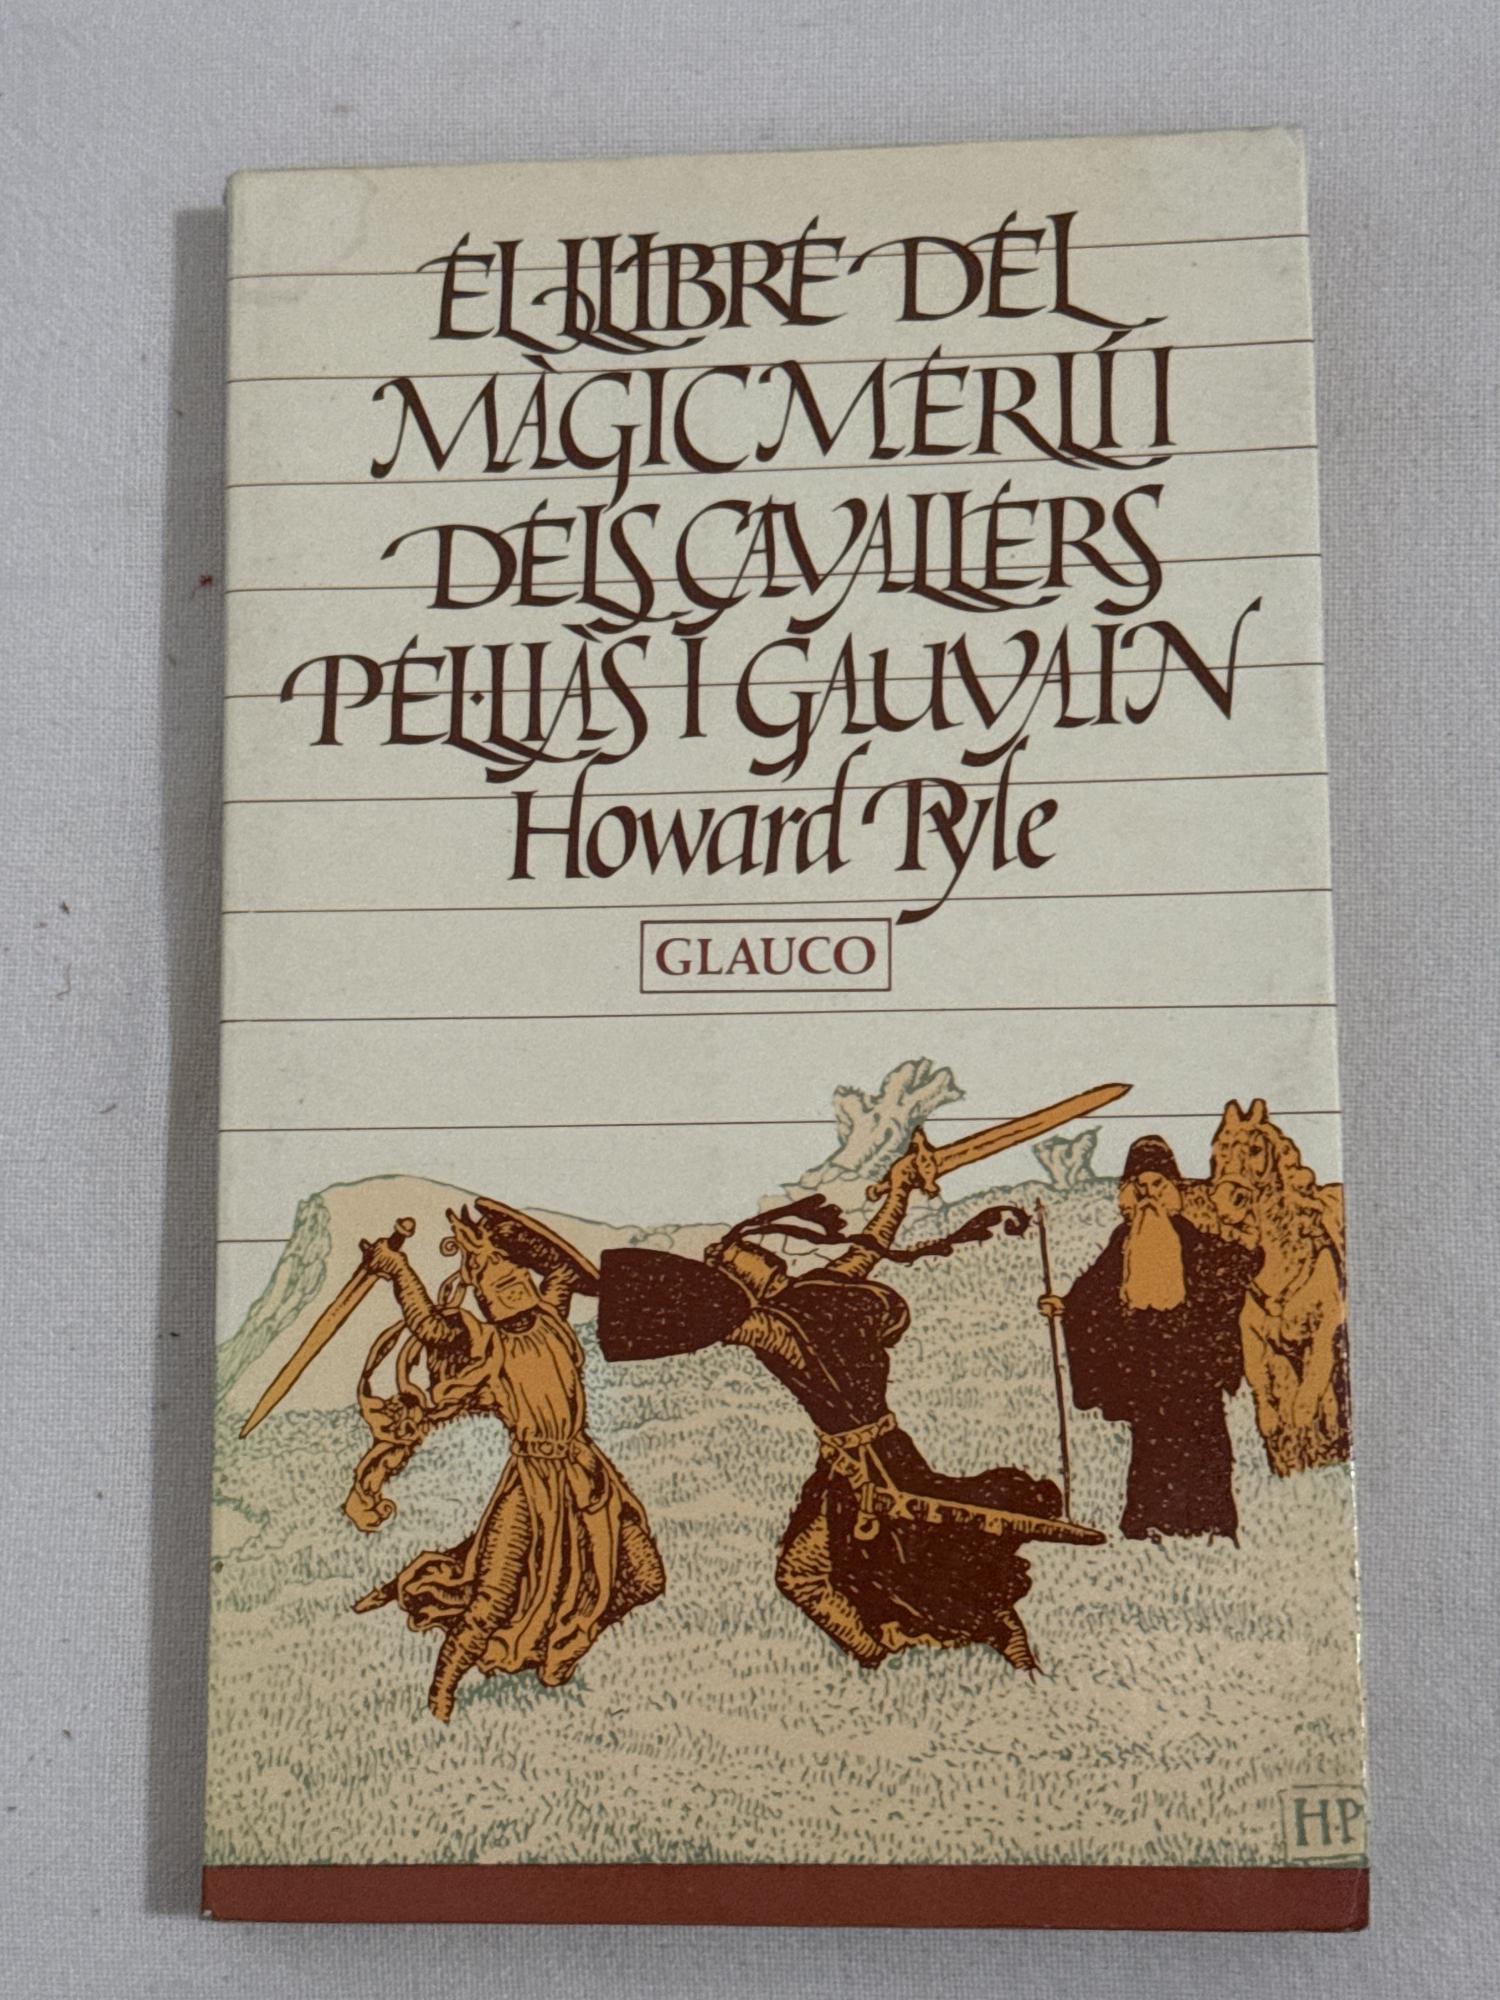 EL LLIBRE DEL
MÀGIC MERLÍ I
DELS CAVALLERS
PEL·LIÀS I GAUVAIN
Howard Pyle
GLAUCO
H·P